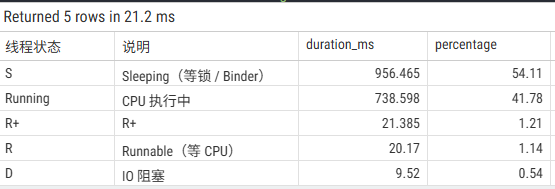 Returned 5 rows in 21.2 ms
线程状态 说明 duration_ms percentage
S Sleeping（等锁 / Binder） 956.465 54.11
Running CPU 执行中 738.598 41.78
R+ R+ 21.385 1.21
R Runnable（等 CPU） 20.17 1.14
D IO 阻塞 9.52 0.54